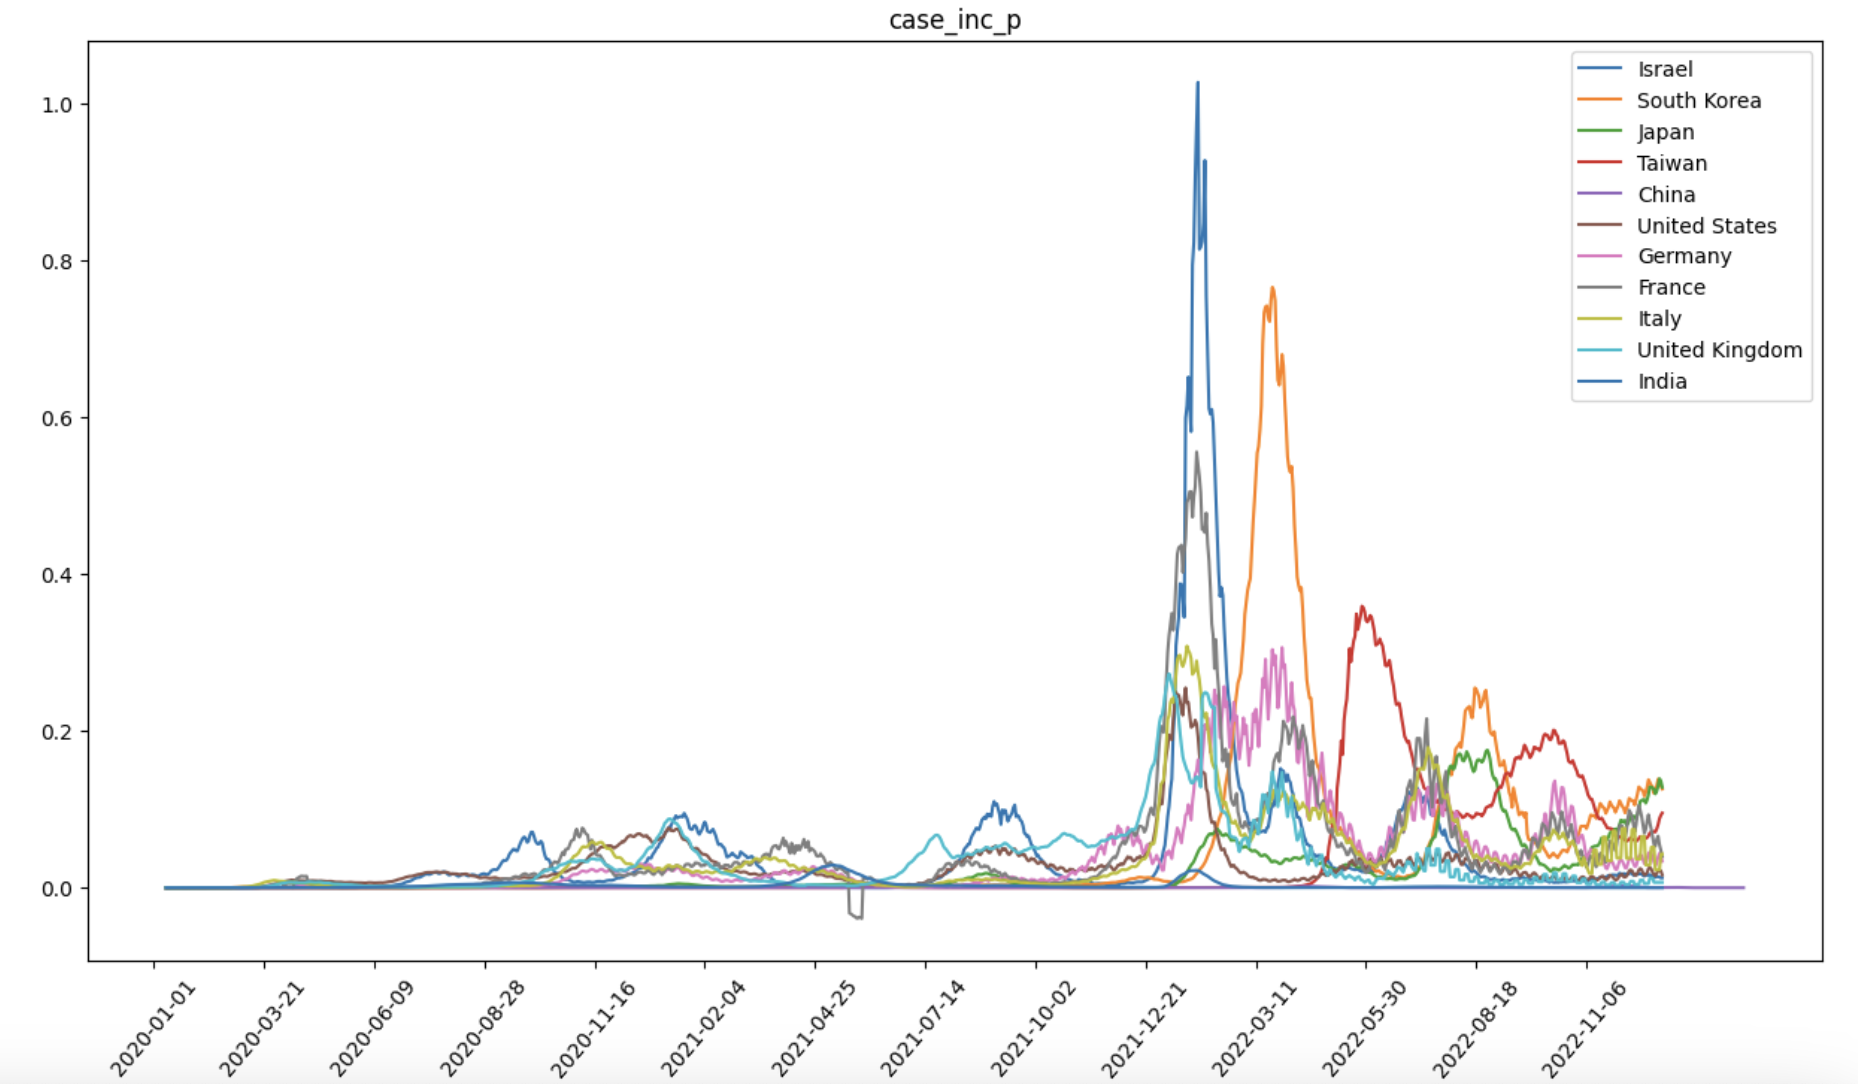 case_inc_p
1.0
0.8
0.6
0.4
0.2
0.0
Israel
South Korea
Japan
Taiwan
China
United States
Germany
France
Italy
United Kingdom
India
2020-01-01
2020-03-21
2020-06-09
2020-08-28
2020-11-16
2021-02-04
2021-04-25
2021-07-14
2021-10-02
2021-12-21
2022-03-11
2022-05-30
2022-08-18
2022-11-06